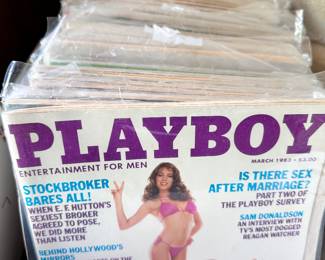 PLAYBOY
ENTERTAINMENT FOR MEN
MARCH 1983 • $3.00
STOCKBROKER
BARES ALL!
WHEN E. F. HUTTON'S
SEXIEST BROKER
AGREED TO POSE,
WE DID MORE
THAN LISTEN
BEHIND HOLLYWOOD'S
MIRRORS
IS THERE SEX
AFTER MARRIAGE?
PART TWO OF
THE PLAYBOY SURVEY
SAM DONALDSON
AN INTERVIEW WITH
TV'S MOST DOGGED
REAGAN WATCHER